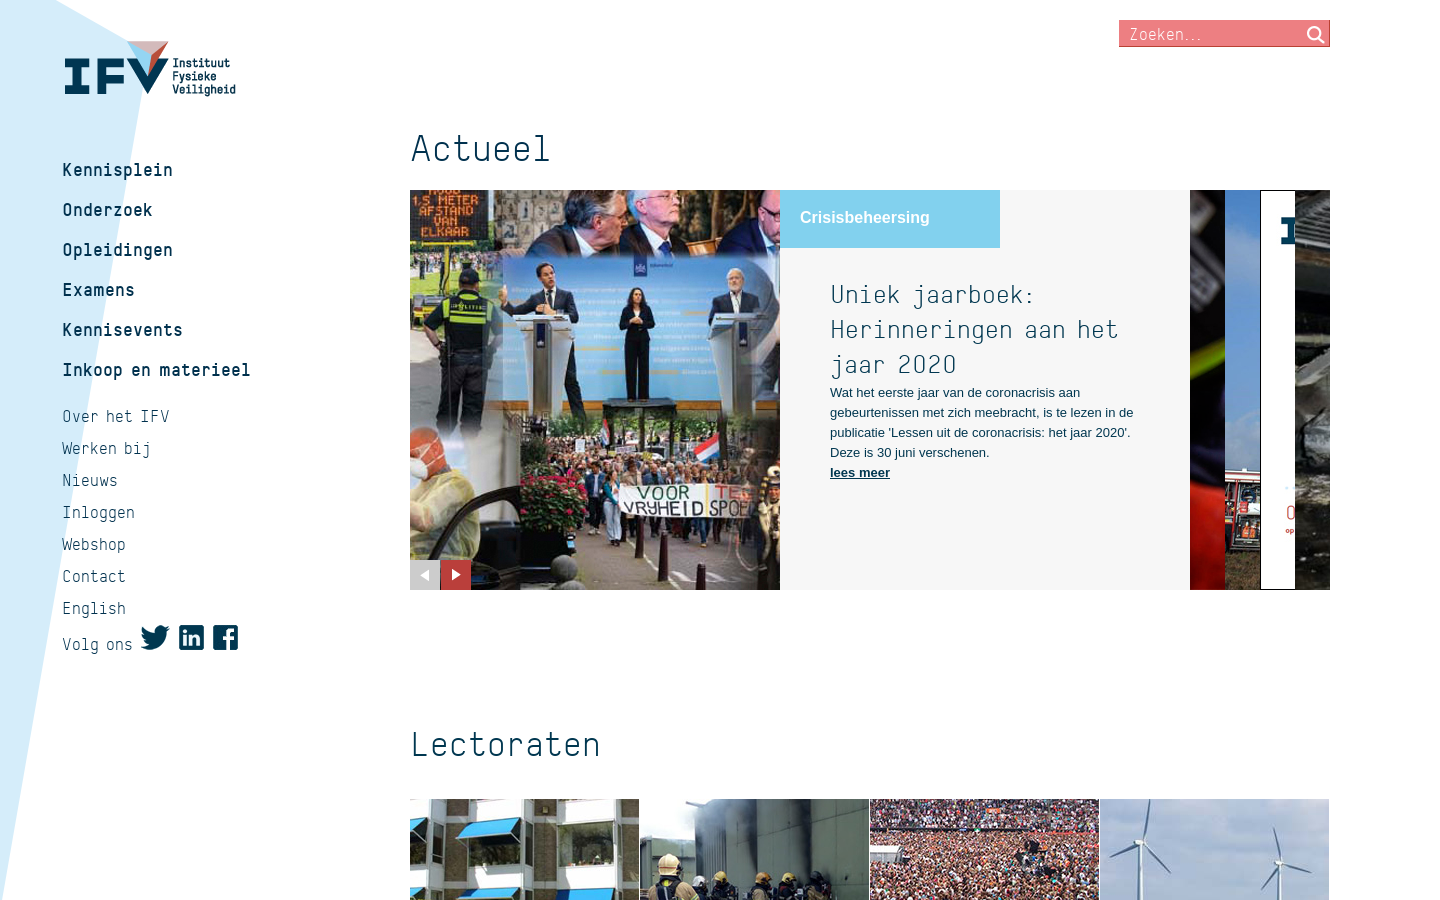 Zoeken...
IFV
Instituut
Fysieke
Veiligheid
Kennisplein
Onderzoek
Opleidingen
Examens
Kennisevents
Inkoop en materieel
Over het IFV
Werken bij
Nieuws
Inloggen
Webshop
Contact
English
Volg ons
Actueel
1,5 METER
AFSTAND
VAN
ELKAAR
VOOR
VRYHEID
Crisisbeheersing
Uniek jaarboek:
Herinneringen aan het
jaar 2020
Wat het eerste jaar van de coronacrisis aan
gebeurtenissen met zich meebracht, is te lezen in de
publicatie 'Lessen uit de coronacrisis: het jaar 2020'.
Deze is 30 juni verschenen.
lees meer
Lectoraten